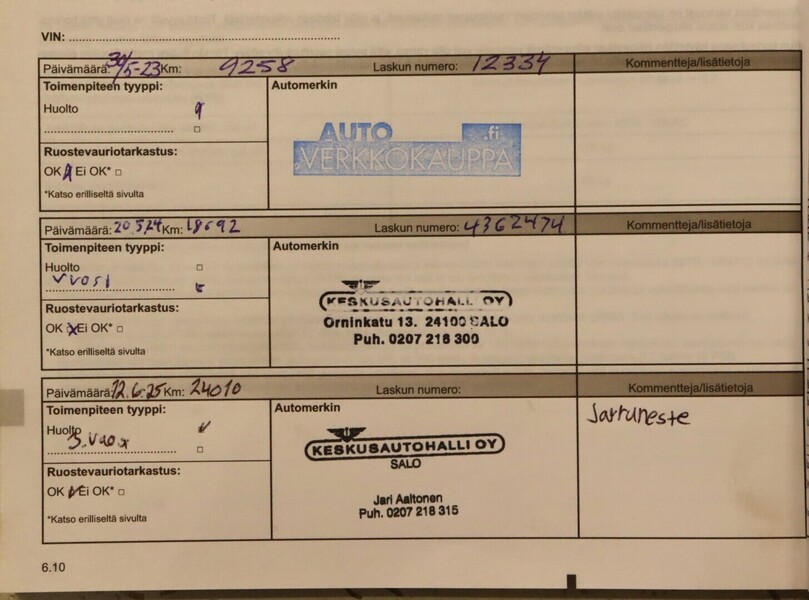 VIN:
Päivämäärä: 30/5-23 Km: 9258 Laskun numero: 12334 Kommentteja/lisätietoja
Toimenpiteen tyyppi: Automerkin
Huolto
AUTO .fi
VERKKOKAUPPA
Ruostevauriotarkastus:
OK Ei OK*
*Katso erilliseltä sivulta
Päivämäärä: 20.5.24 Km: 18692 Laskun numero: 4362474 Kommentteja/lisätietoja
Toimenpiteen tyyppi: Automerkin
Huolto
Vuosi
KESKUSAUTOHALLI OY
Orninkatu 13. 24100 SALO
Puh. 0207 218 300
Ruostevauriotarkastus:
OK Ei OK*
*Katso erilliseltä sivulta
Päivämäärä: 12.6.25 Km: 24010 Laskun numero: Kommentteja/lisätietoja
Toimenpiteen tyyppi: Automerkin Jarruneste
Huolto
KESKUSAUTOHALLI OY
SALO
Jari Aaltonen
Puh. 0207 218 315
Ruostevauriotarkastus:
OK Ei OK*
*Katso erilliseltä sivulta
6.10